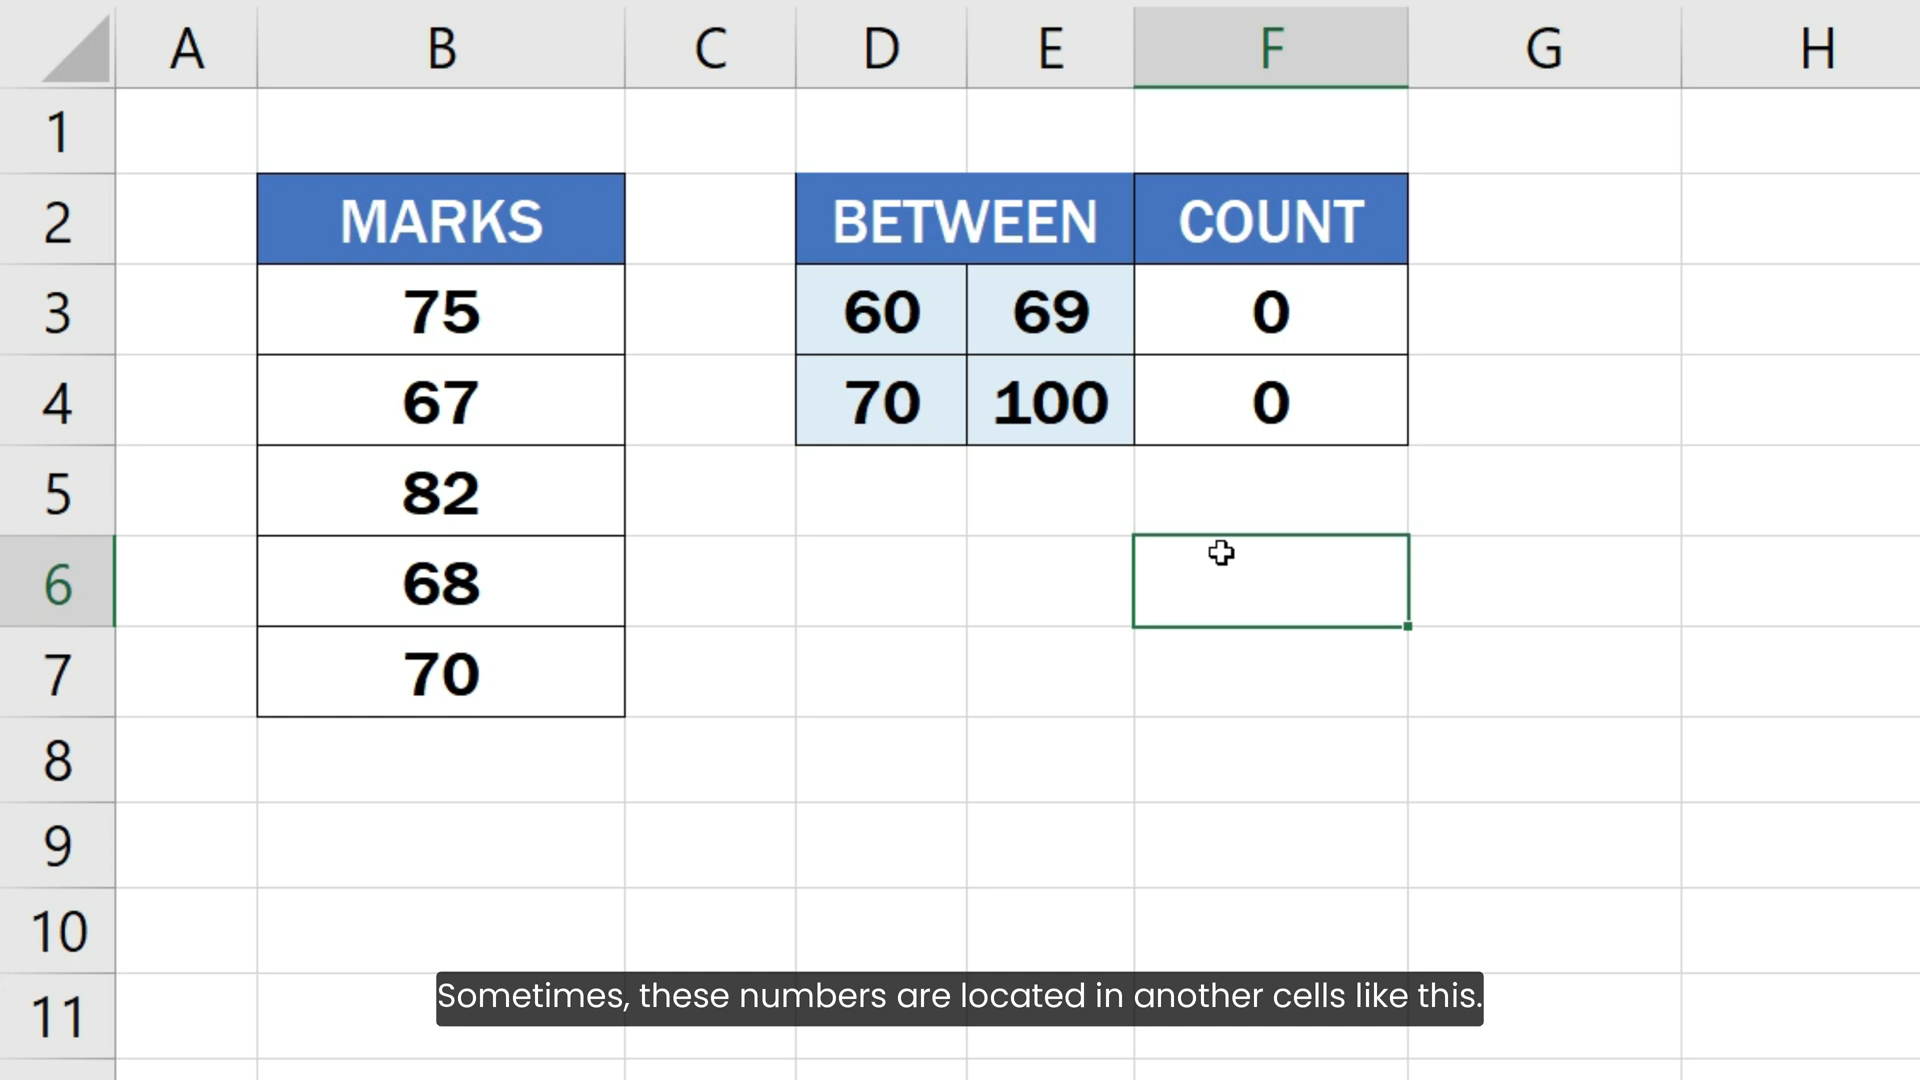 A B C D E F G H
1
2 MARKS BETWEEN COUNT
3 75 60 69 0
4 67 70 100 0
5 82
6 68
7 70
8
9
10
11
Sometimes, these numbers are located in another cells like this.